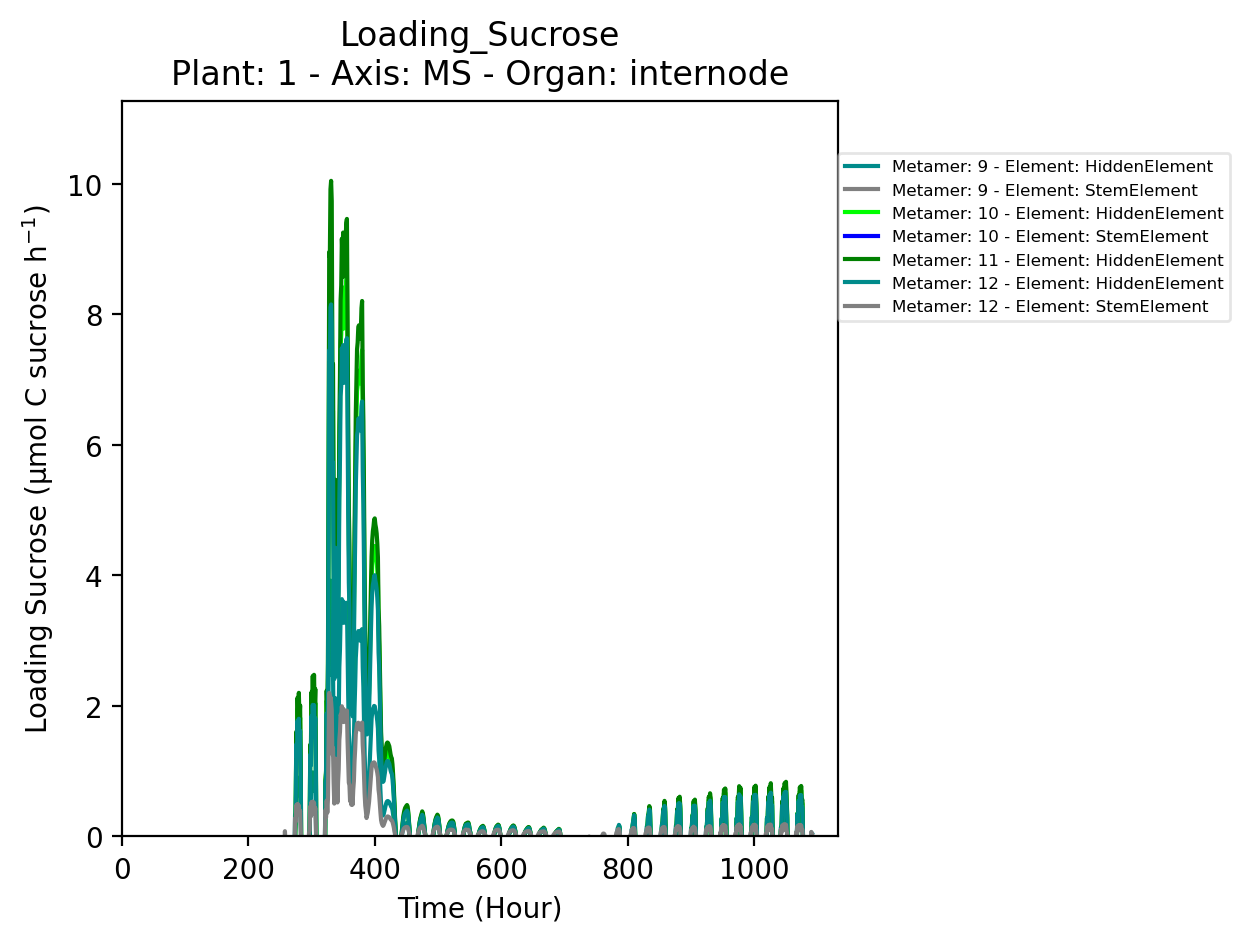 Loading_Sucrose
Plant: 1 - Axis: MS - Organ: internode
Loading Sucrose (µmol C sucrose h⁻¹)
10
8
6
4
2
0
0 200 400 600 800 1000
Time (Hour)
Metamer: 9 - Element: HiddenElement
Metamer: 9 - Element: StemElement
Metamer: 10 - Element: HiddenElement
Metamer: 10 - Element: StemElement
Metamer: 11 - Element: HiddenElement
Metamer: 12 - Element: HiddenElement
Metamer: 12 - Element: StemElement